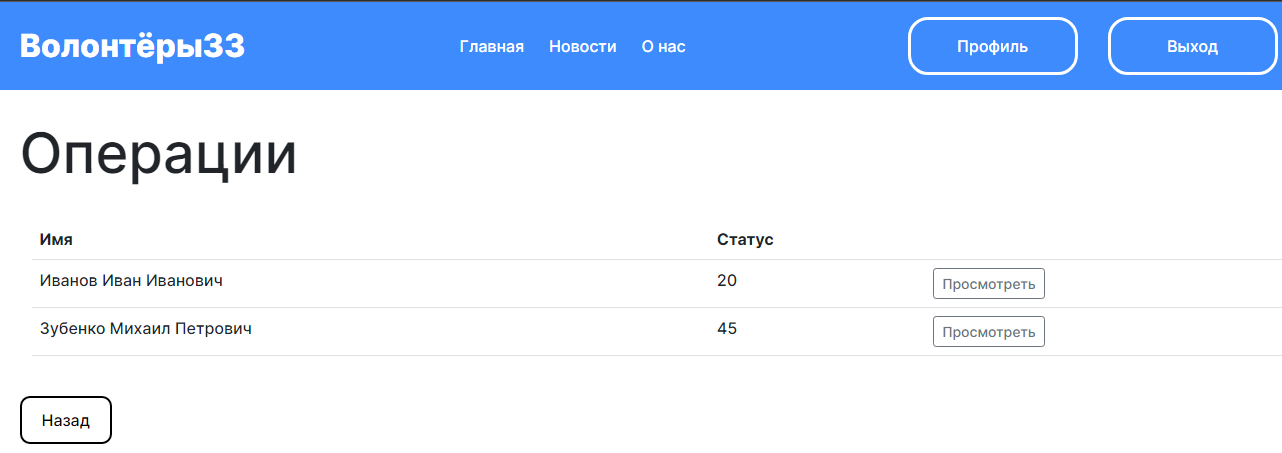 Волонтёры33 Главная Новости О нас Профиль Выход
Операции
Имя Статус
Иванов Иван Иванович 20 Просмотреть
Зубенко Михаил Петрович 45 Просмотреть
Назад